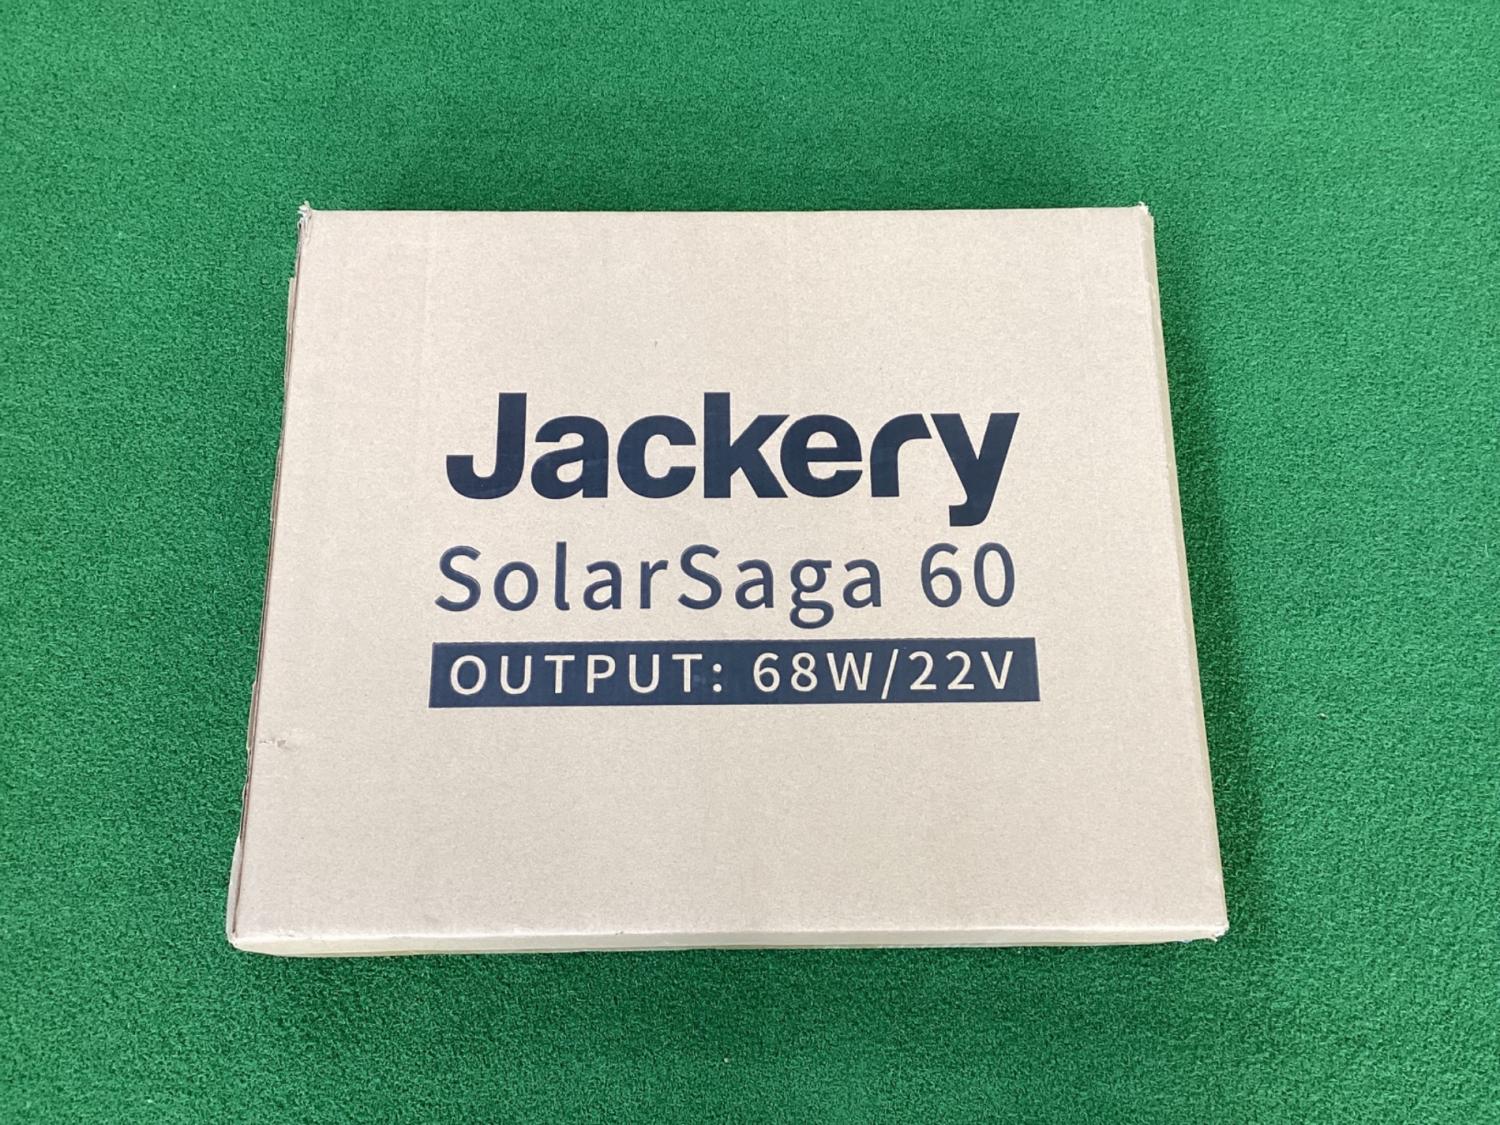 Jackery
SolarSaga 60
OUTPUT: 68W/22V